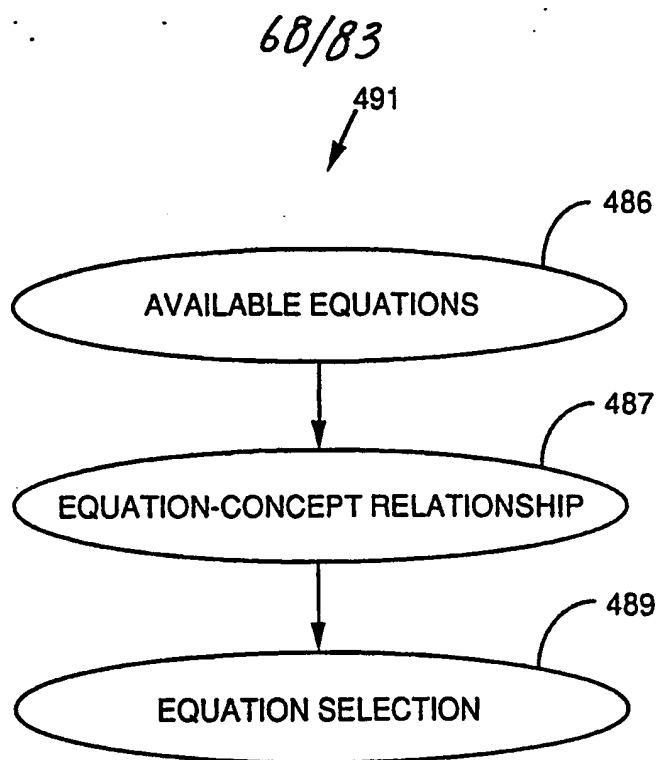 68/83
491
486
AVAILABLE EQUATIONS
487
EQUATION-CONCEPT RELATIONSHIP
489
EQUATION SELECTION